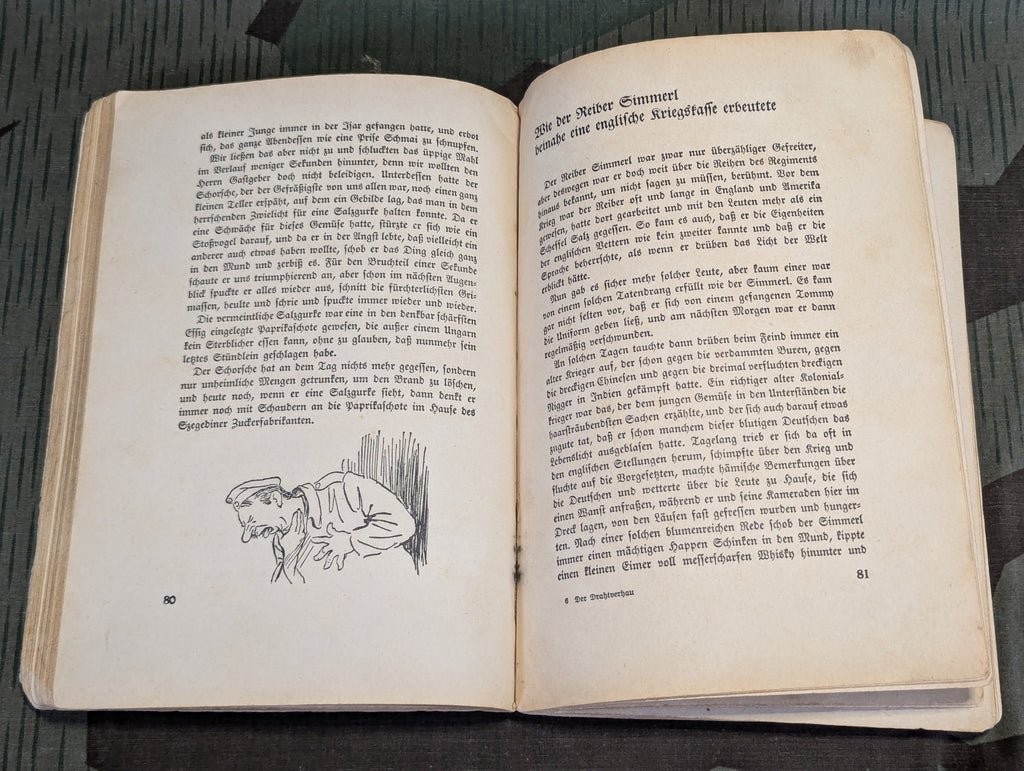 als kleiner Junge immer in der Isar gefangen hatte, und erbot
sich, das ganze Abendessen wie eine Prise Schmai zu schnupfen.
Wir ließen das aber nicht zu und schluckten das üppige Mahl
im Verlauf weniger Sekunden hinunter, denn wir wollten den
Herrn Gastgeber doch nicht beleidigen. Unterdessen hatte der
Schorsche, der der Gefräßigste von uns allen war, noch einen ganz
kleinen Teller erspäht, auf dem ein Gebilde lag, das man in dem
herrschenden Zwielicht für eine Salzgurke halten konnte. Da er
eine Schwäche für dieses Gemüse hatte, stürzte er sich wie ein
Stoßvogel darauf, und da er in der Angst lebte, daß vielleicht ein
anderer auch etwas haben wollte, schob er das Ding gleich ganz
in den Mund und zerbiß es. Für den Bruchteil einer Sekunde
schaute er uns triumphierend an, aber schon im nächsten Augen-
blick spuckte er alles wieder aus, schnitt die fürchterlichsten Gri-
massen, heulte und schrie und spuckte immer wieder und wieder.
Die vermeintliche Salzgurke war eine in den denkbar schärfsten
Essig eingelegte Paprikaschote gewesen, die außer einem Ungarn
kein Sterblicher essen kann, ohne zu glauben, daß nunmehr sein
letztes Stündlein geschlagen habe.
Der Schorsche hat an dem Tag nichts mehr gegessen, sondern
nur unheimliche Mengen getrunken, um den Brand zu löschen,
und heute noch, wenn er eine Salzgurke sieht, dann denkt er
immer noch mit Schaudern an die Paprikaschote im Hause des
Szegediner Zuckerfabrikanten.
80
Wie der Reiber Simmerl
beinahe eine englische Kriegskasse erbeutete
Der Reiber Simmerl war zwar nur überzähliger Gefreiter,
aber deswegen war er doch weit über die Reihen des Regiments
hinaus bekannt, um nicht sagen zu müssen, berühmt. Vor dem
Krieg war der Reiber oft und lange in England und Amerika
gewesen, hatte dort gearbeitet und mit den Leuten mehr als ein
Scheffel Salz gegessen. So kam es auch, daß er die Eigenheiten
der englischen Vettern wie kein zweiter kannte und daß er die
Sprache beherrschte, als wenn er drüben das Licht der Welt
erblickt hätte.
Nun gab es sicher mehr solcher Leute, aber kaum einer war
von einem solchen Tatendrang erfüllt wie der Simmerl. Es kam
gar nicht selten vor, daß er sich von einem gefangenen Tommy
die Uniform geben ließ, und am nächsten Morgen war er dann
regelmäßig verschwunden.
An solchen Tagen tauchte dann drüben beim Feind immer ein
alter Krieger auf, der schon gegen die verdammten Buren, gegen
die dreckigen Chinesen und gegen die dreimal verfluchten dreckigen
Nigger in Indien gekämpft hatte. Ein richtiger alter Kolonial-
krieger war das, der dem jungen Gemüse in den Unterständen die
haarsträubendsten Sachen erzählte, und der sich auch darauf etwas
zugute tat, daß er schon manchem dieser blutigen Deutschen das
Lebenslicht ausgeblasen hatte. Tagelang trieb er sich da oft in
den englischen Stellungen herum, schimpfte über den Krieg und
fluchte auf die Vorgesetzten, machte hämische Bemerkungen über
die Deutschen und wetterte über die Leute zu Hause, die sich
einen Wanst anfraßen, während er und seine Kameraden hier im
Dreck lagen, von den Läusen fast gefressen wurden und hunger-
ten. Nach einer solchen blumenreichen Rede schob der Simmerl
immer einen mächtigen Happen Schinken in den Mund, kippte
einen kleinen Eimer voll messerscharfen Whisky hinunter und
6 Der Drahtverhau
81